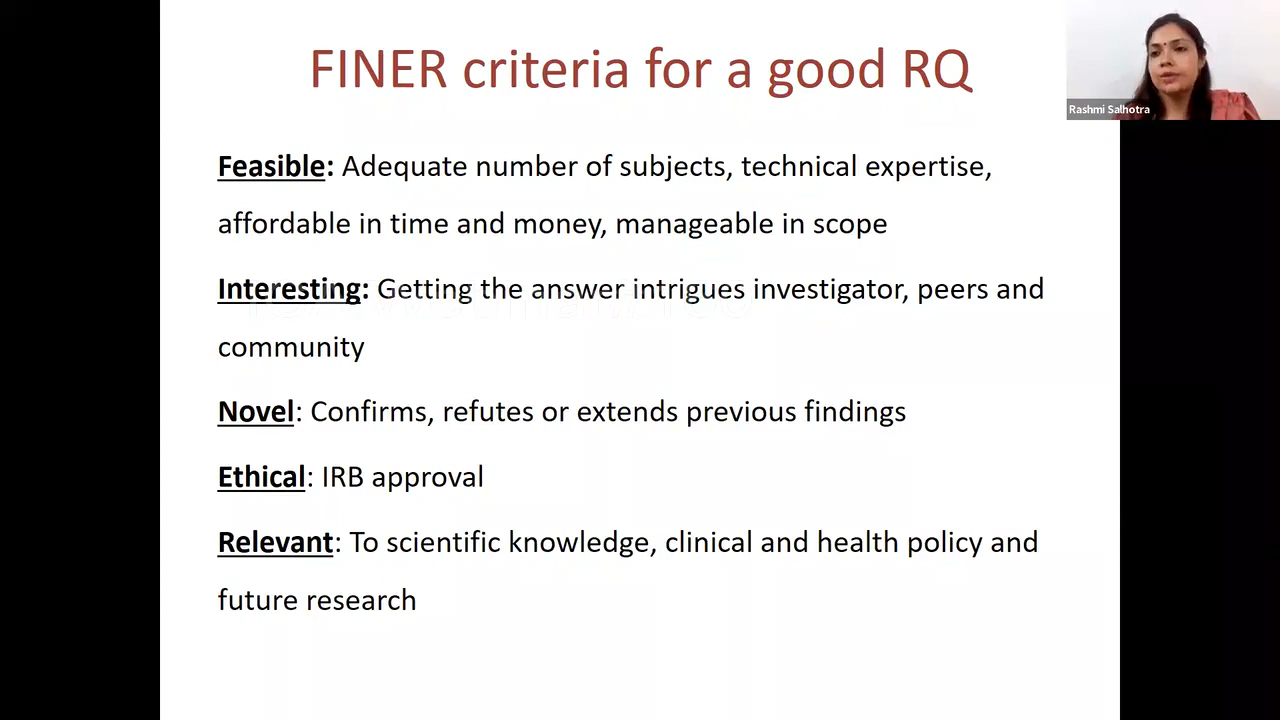 FINER criteria for a good RQ
Rashmi Salhotra
Feasible: Adequate number of subjects, technical expertise,
affordable in time and money, manageable in scope
Interesting: Getting the answer intrigues investigator, peers and
community
Novel: Confirms, refutes or extends previous findings
Ethical: IRB approval
Relevant: To scientific knowledge, clinical and health policy and
future research